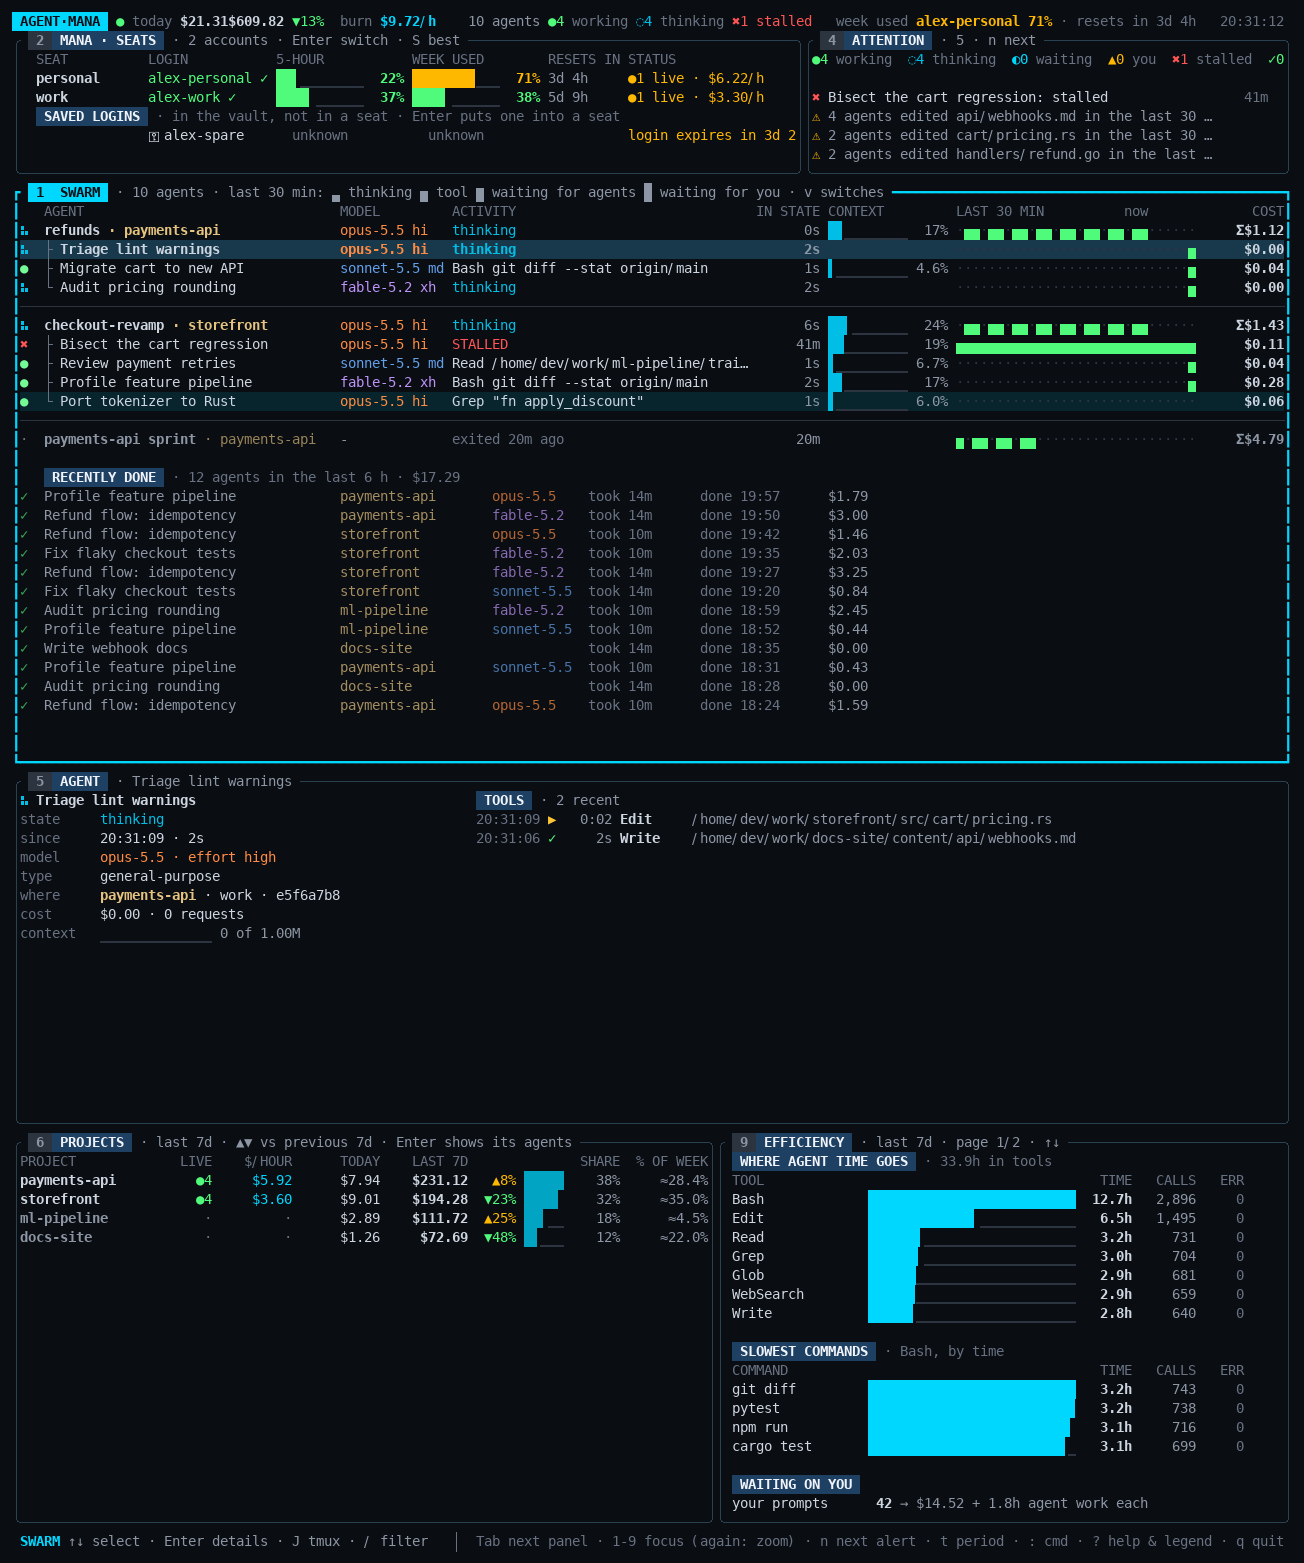 AGENT·MANA ● today $21.31$609.82 ▼13% burn $9.72/h 10 agents ●4 working ◌4 thinking ✖1 stalled week used alex-personal 71% · resets in 3d 4h 20:31:12
2 MANA · SEATS · 2 accounts · Enter switch · S best
SEAT LOGIN 5-HOUR WEEK USED RESETS IN STATUS
personal alex-personal ✓ 22% 71% 3d 4h ●1 live · $6.22/h
work alex-work ✓ 37% 38% 5d 9h ●1 live · $3.30/h
SAVED LOGINS · in the vault, not in a seat · Enter puts one into a seat
alex-spare unknown unknown login expires in 3d 2
4 ATTENTION · 5 · n next
●4 working ◌4 thinking ◐0 waiting ▲0 you ✖1 stalled ✓0
✖ Bisect the cart regression: stalled 41m
⚠ 4 agents edited api/webhooks.md in the last 30 …
⚠ 2 agents edited cart/pricing.rs in the last 30 …
⚠ 2 agents edited handlers/refund.go in the last …
1 SWARM · 10 agents · last 30 min: thinking tool waiting for agents waiting for you · v switches
AGENT MODEL ACTIVITY IN STATE CONTEXT LAST 30 MIN now COST
refunds · payments-api opus-5.5 hi thinking 0s 17% Σ$1.12
Triage lint warnings opus-5.5 hi thinking 2s $0.00
● Migrate cart to new API sonnet-5.5 md Bash git diff --stat origin/main 1s 4.6% $0.04
Audit pricing rounding fable-5.2 xh thinking 2s $0.00
checkout-revamp · storefront opus-5.5 hi thinking 6s 24% Σ$1.43
✖ Bisect the cart regression opus-5.5 hi STALLED 41m 19% $0.11
● Review payment retries sonnet-5.5 md Read /home/dev/work/ml-pipeline/trai… 1s 6.7% $0.04
● Profile feature pipeline fable-5.2 xh Bash git diff --stat origin/main 2s 17% $0.28
● Port tokenizer to Rust opus-5.5 hi Grep "fn apply_discount" 1s 6.0% $0.06
· payments-api sprint · payments-api - exited 20m ago 20m Σ$4.79
RECENTLY DONE · 12 agents in the last 6 h · $17.29
✓ Profile feature pipeline payments-api opus-5.5 took 14m done 19:57 $1.79
✓ Refund flow: idempotency payments-api fable-5.2 took 14m done 19:50 $3.00
✓ Refund flow: idempotency storefront opus-5.5 took 10m done 19:42 $1.46
✓ Fix flaky checkout tests storefront fable-5.2 took 10m done 19:35 $2.03
✓ Refund flow: idempotency storefront fable-5.2 took 14m done 19:27 $3.25
✓ Fix flaky checkout tests storefront sonnet-5.5 took 14m done 19:20 $0.84
✓ Audit pricing rounding ml-pipeline fable-5.2 took 10m done 18:59 $2.45
✓ Profile feature pipeline ml-pipeline sonnet-5.5 took 10m done 18:52 $0.44
✓ Write webhook docs docs-site took 14m done 18:35 $0.00
✓ Profile feature pipeline payments-api sonnet-5.5 took 10m done 18:31 $0.43
✓ Audit pricing rounding docs-site took 14m done 18:28 $0.00
✓ Refund flow: idempotency payments-api opus-5.5 took 10m done 18:24 $1.59
5 AGENT · Triage lint warnings
Triage lint warnings
state thinking
since 20:31:09 · 2s
model opus-5.5 · effort high
type general-purpose
where payments-api · work · e5f6a7b8
cost $0.00 · 0 requests
context 0 of 1.00M
TOOLS · 2 recent
20:31:09 ▶ 0:02 Edit /home/dev/work/storefront/src/cart/pricing.rs
20:31:06 ✓ 2s Write /home/dev/work/docs-site/content/api/webhooks.md
6 PROJECTS · last 7d · ▲▼ vs previous 7d · Enter shows its agents
PROJECT LIVE $/HOUR TODAY LAST 7D SHARE % OF WEEK
payments-api ●4 $5.92 $7.94 $231.12 ▲8% 38% ≈28.4%
storefront ●4 $3.60 $9.01 $194.28 ▼23% 32% ≈35.0%
ml-pipeline · · $2.89 $111.72 ▲25% 18% ≈4.5%
docs-site · · $1.26 $72.69 ▼48% 12% ≈22.0%
9 EFFICIENCY · last 7d · page 1/2 · ↑↓
WHERE AGENT TIME GOES · 33.9h in tools
TOOL TIME CALLS ERR
Bash 12.7h 2,896 0
Edit 6.5h 1,495 0
Read 3.2h 731 0
Grep 3.0h 704 0
Glob 2.9h 681 0
WebSearch 2.9h 659 0
Write 2.8h 640 0
SLOWEST COMMANDS · Bash, by time
COMMAND TIME CALLS ERR
git diff 3.2h 743 0
pytest 3.2h 738 0
npm run 3.1h 716 0
cargo test 3.1h 699 0
WAITING ON YOU
your prompts 42 → $14.52 + 1.8h agent work each
SWARM ↑↓ select · Enter details · J tmux · / filter │ Tab next panel · 1-9 focus (again: zoom) · n next alert · t period · : cmd · ? help & legend · q quit